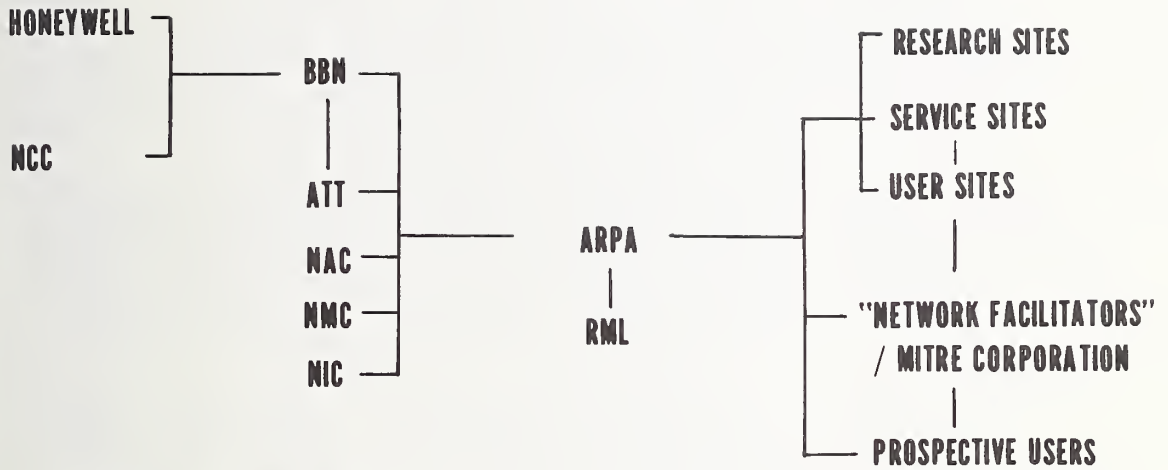 HONEYWELL
NCC
BBN
ATT
NAC
NMC
NIC
ARPA
RML
RESEARCH SITES
SERVICE SITES
USER SITES
"NETWORK FACILITATORS"
/ MITRE CORPORATION
PROSPECTIVE USERS